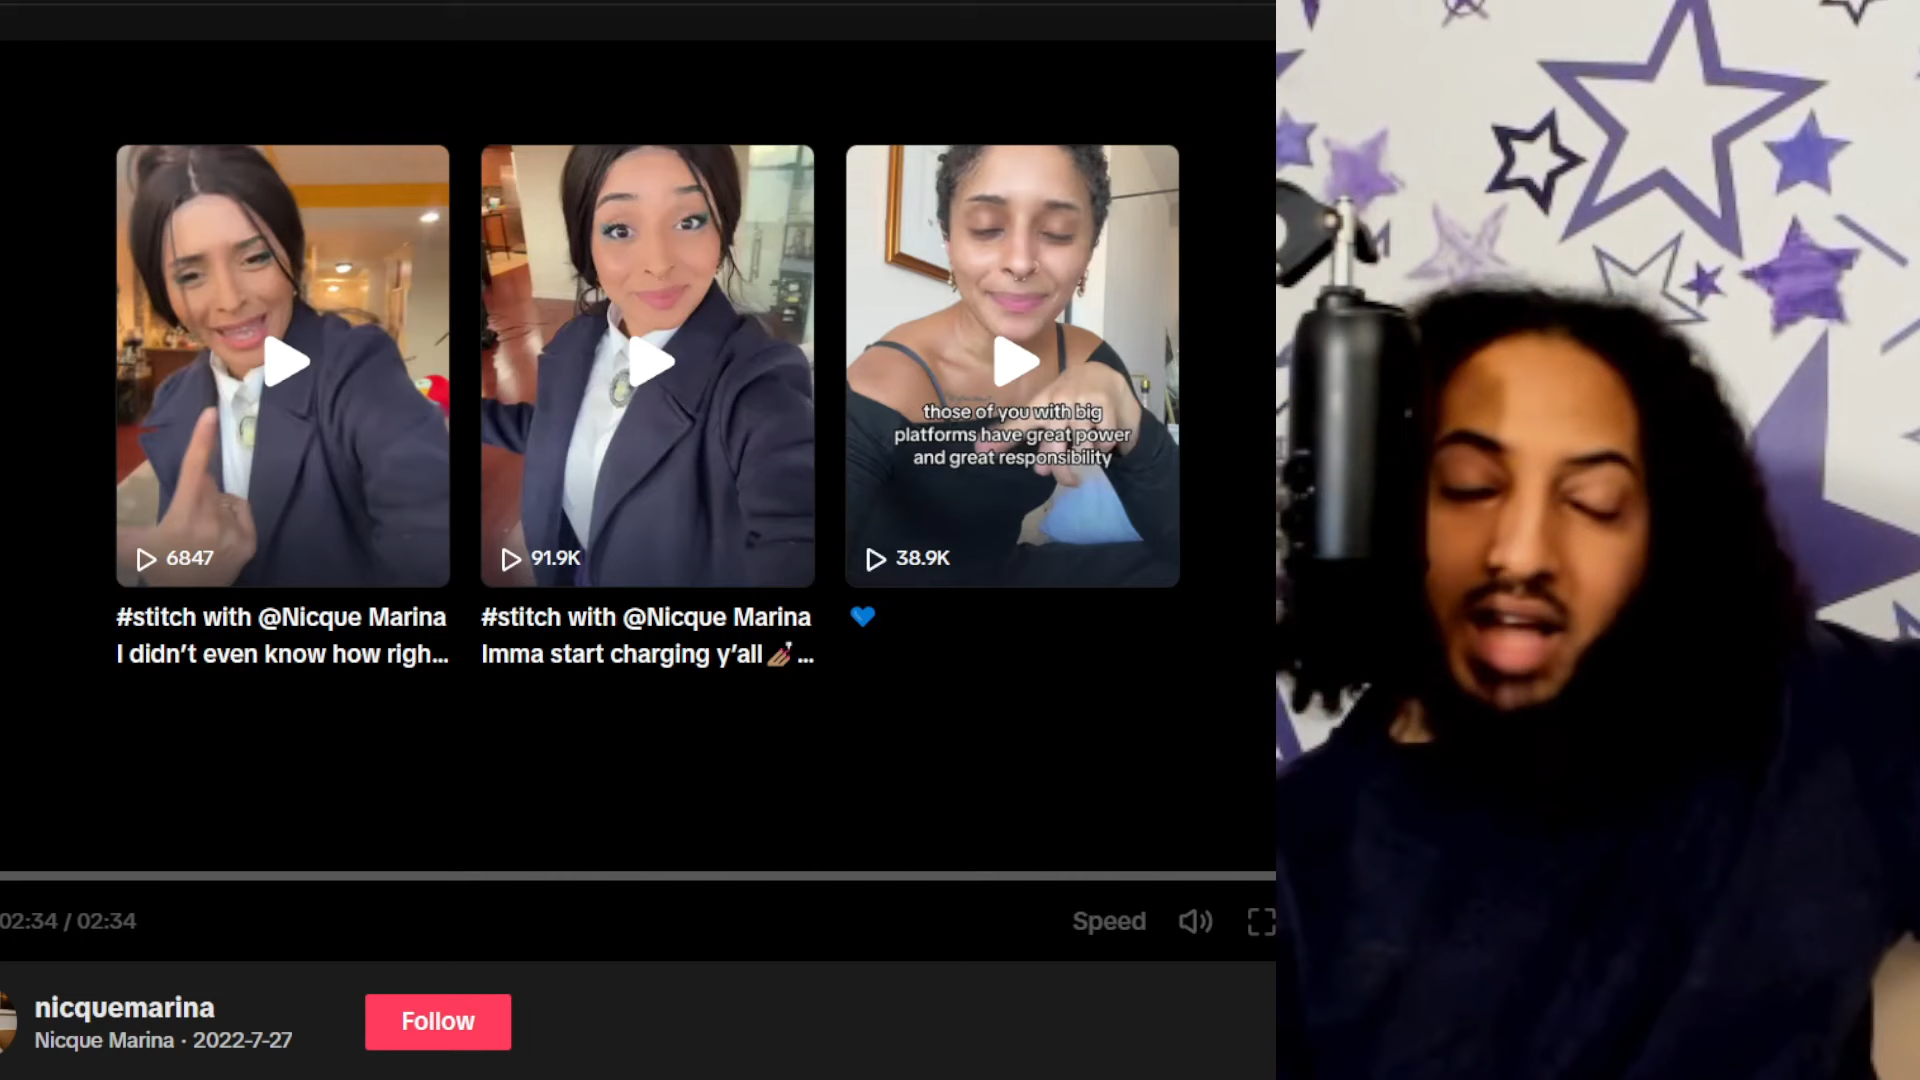 those of you with big
platforms have great power
and great responsibility
6847
91.9K
38.9K
#stitch with @Nicque Marina
I didn't even know how righ...
#stitch with @Nicque Marina
Imma start charging y'all 💅🏽 ...
💙
02:34 / 02:34
Speed
nicquemarina
Nicque Marina · 2022-7-27
Follow